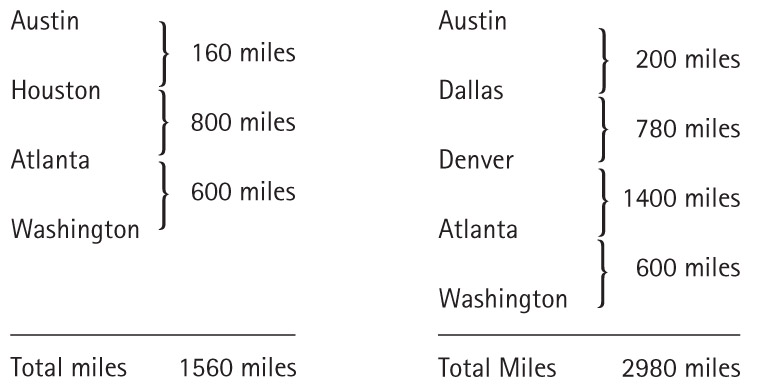 Austin
160 miles
Houston
800 miles
Atlanta
600 miles
Washington
Total miles 1560 miles
Austin
200 miles
Dallas
780 miles
Denver
1400 miles
Atlanta
600 miles
Washington
Total Miles 2980 miles